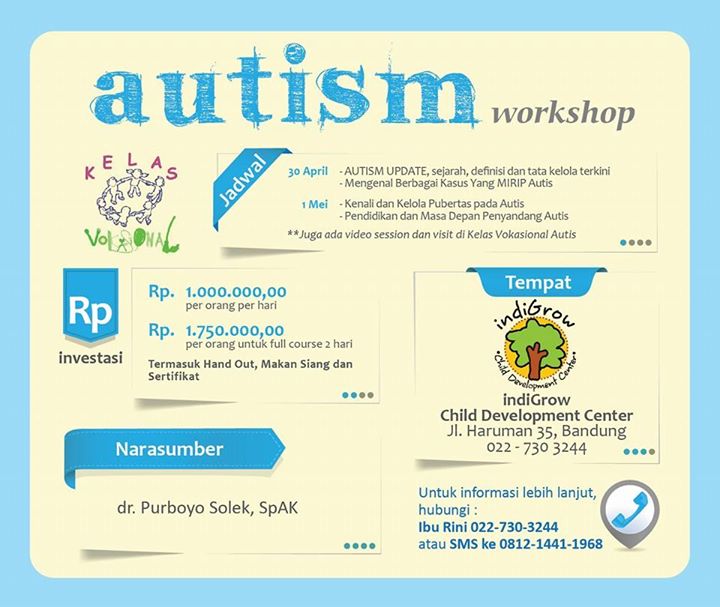 autism workshop
KELAS
VOKASIONAL
Jadwal
30 April - AUTISM UPDATE, sejarah, definisi dan tata kelola terkini
- Mengenal Berbagai Kasus Yang MIRIP Autis
1 Mei - Kenali dan Kelola Pubertas pada Autis
- Pendidikan dan Masa Depan Penyandang Autis
**Juga ada video session dan visit di Kelas Vokasional Autis
Rp
investasi
Rp. 1.000.000,00
per orang per hari
Rp. 1.750.000,00
per orang untuk full course 2 hari
Termasuk Hand Out, Makan Siang dan
Sertifikat
Tempat
indiGrow
•Child Development Center•
indiGrow
Child Development Center
Jl. Haruman 35, Bandung
022 - 730 3244
Narasumber
dr. Purboyo Solek, SpAK
Untuk informasi lebih lanjut,
hubungi :
Ibu Rini 022-730-3244
atau SMS ke 0812-1441-1968